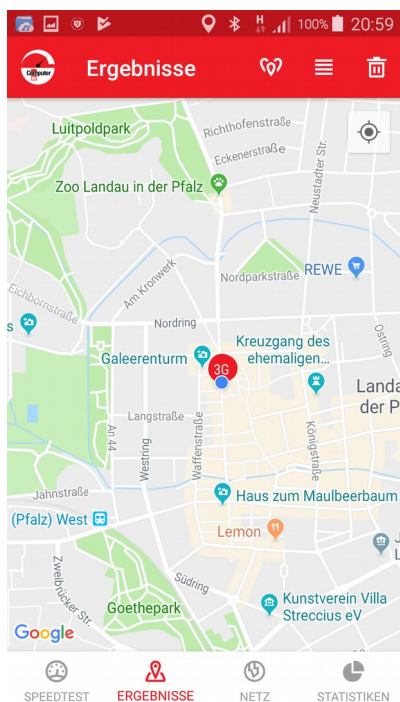 21
H
100%
20:59
Computer
Ergebnisse
Luitpoldpark
Richthofenstraße
Eckenerstraße
Neustadter Str.
Zoo Landau in der Pfalz
Am Kronwerk
Nordparkstraße
REWE
Eichbornstraße
Nordring
Ostring
s
Kreuzgang des
ehemaligen...
Galeerenturm
3G
Landa
der P
Langstraße
An 44
Westring
Waffenstraße
Königstraße
Jahnstraße
Haus zum Maulbeerbaum
(Pfalz) West
Lemon
J
L
Zweibrücker Str.
Südring
Goethepark
Kunstverein Villa
Streccius eV
Google
SPEEDTEST
ERGEBNISSE
NETZ
STATISTIKEN